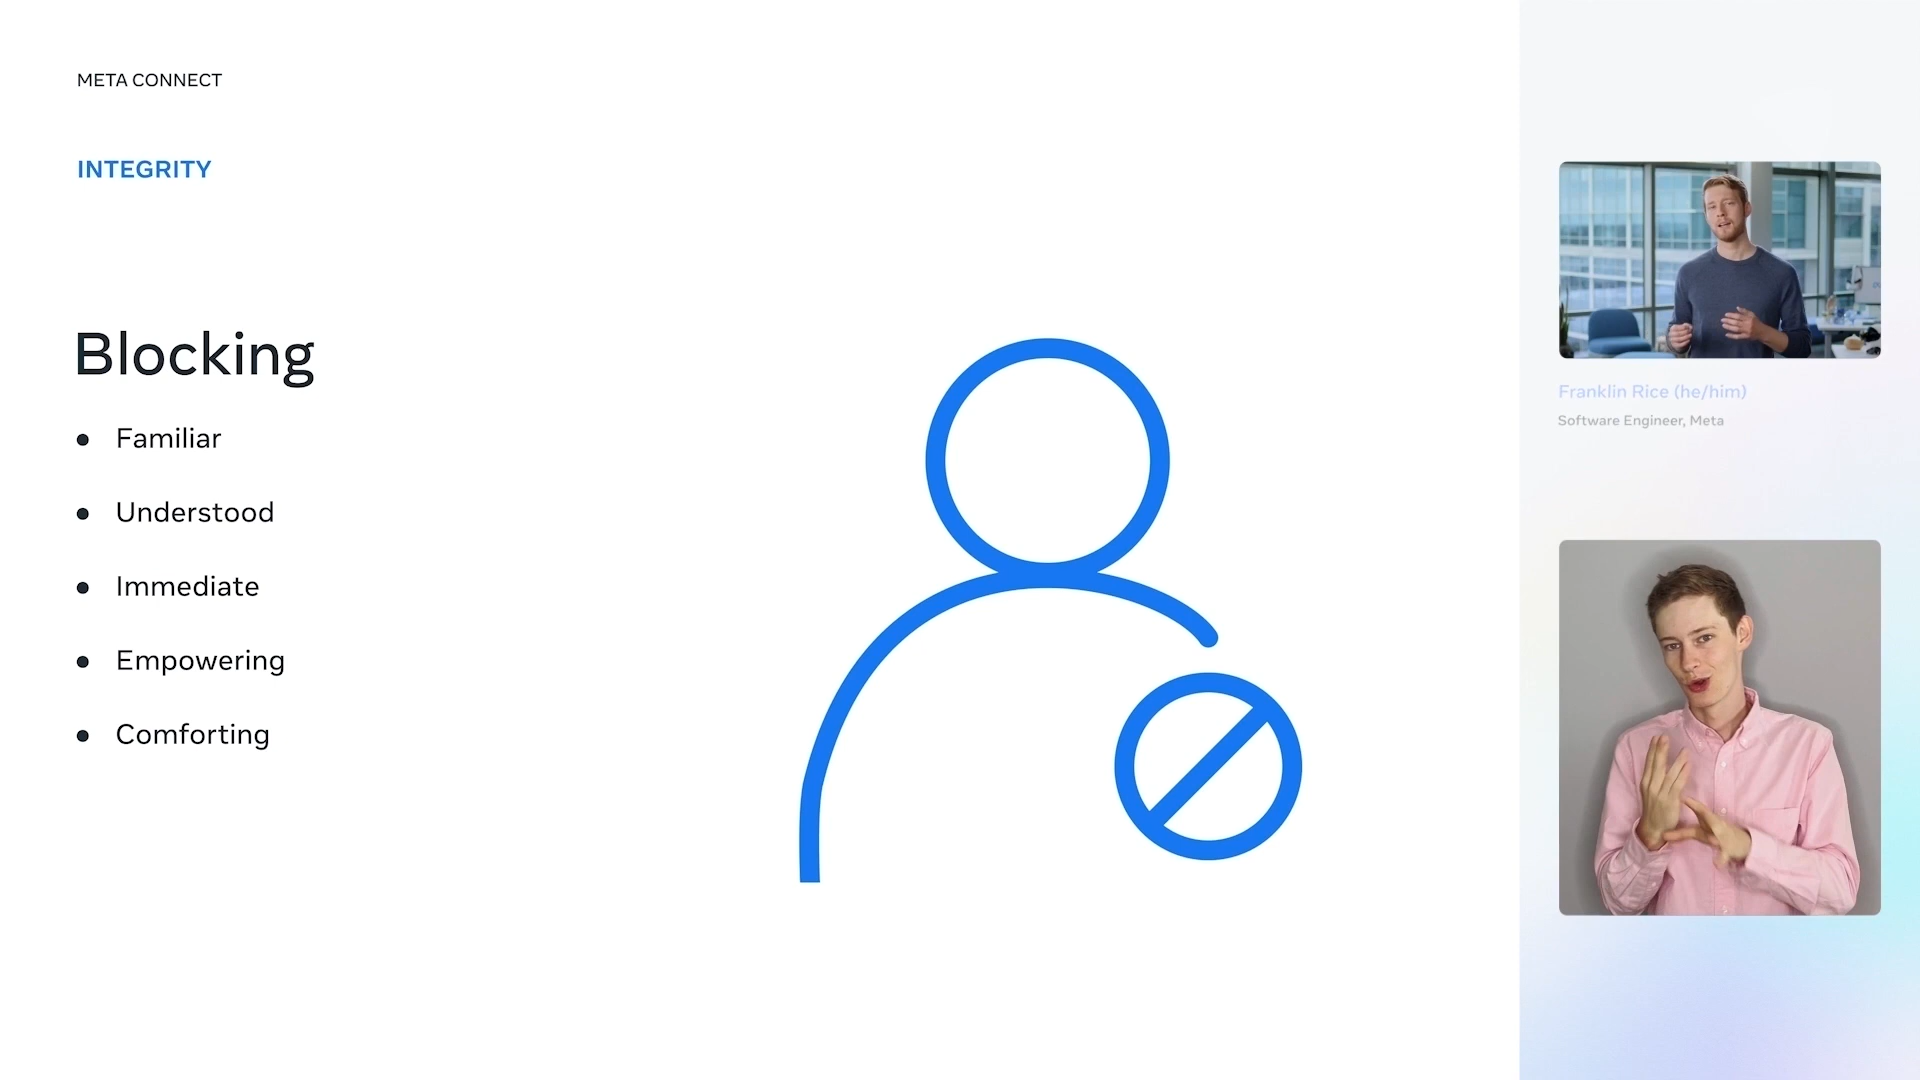 META CONNECT
INTEGRITY
Blocking
• Familiar
• Understood
• Immediate
• Empowering
• Comforting
Franklin Rice (he/him)
Software Engineer, Meta